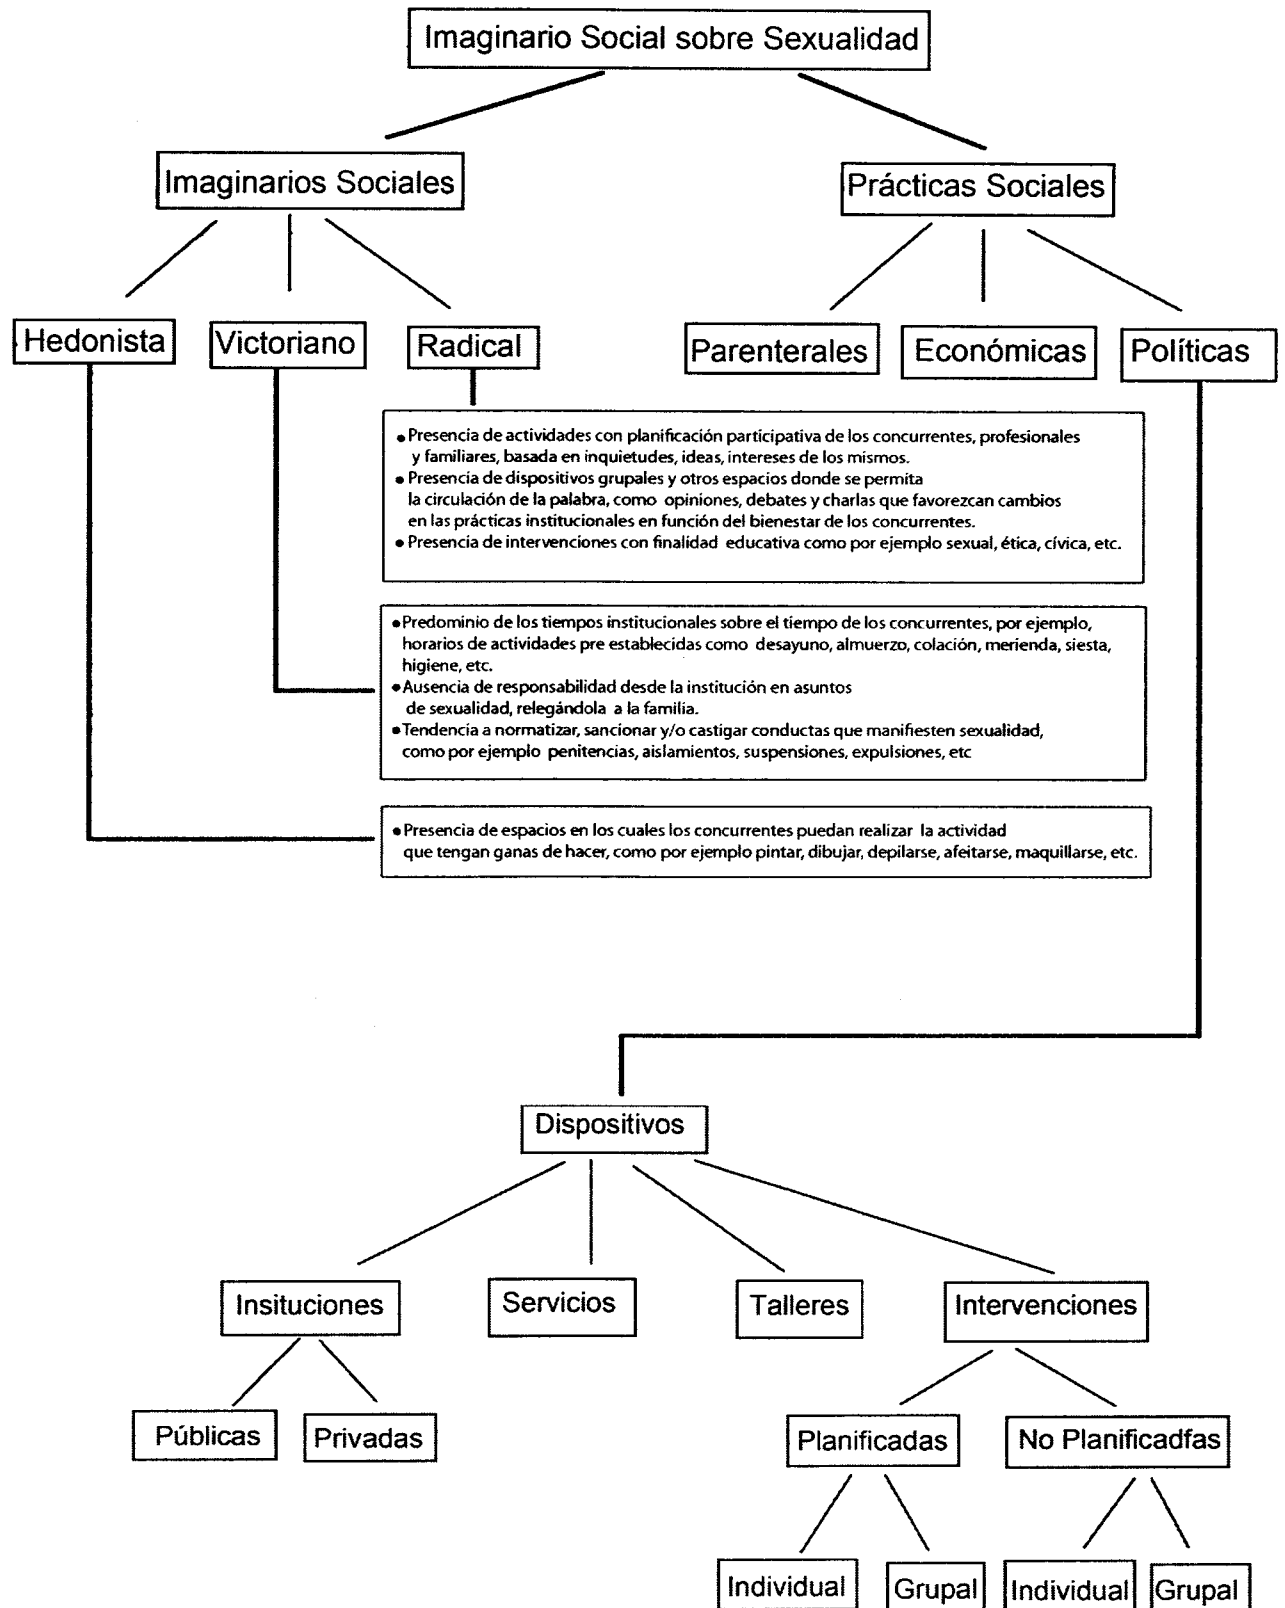 Imaginario Social sobre Sexualidad
Imaginarios Sociales
Prácticas Sociales
Hedonista
Victoriano
Radical
Parenterales
Económicas
Políticas
• Presencia de actividades con planificación participativa de los concurrentes, profesionales
y familiares, basada en inquietudes, ideas, intereses de los mismos.
• Presencia de dispositivos grupales y otros espacios donde se permita
la circulación de la palabra, como opiniones, debates y charlas que favorezcan cambios
en las prácticas institucionales en función del bienestar de los concurrentes.
• Presencia de intervenciones con finalidad educativa como por ejemplo sexual, ética, cívica, etc.
• Predominio de los tiempos institucionales sobre el tiempo de los concurrentes, por ejemplo,
horarios de actividades pre establecidas como desayuno, almuerzo, colación, merienda, siesta,
higiene, etc.
• Ausencia de responsabilidad desde la institución en asuntos
de sexualidad, relegándola a la familia.
• Tendencia a normatizar, sancionar y/o castigar conductas que manifiesten sexualidad,
como por ejemplo penitencias, aislamientos, suspensiones, expulsiones, etc
• Presencia de espacios en los cuales los concurrentes puedan realizar la actividad
que tengan ganas de hacer, como por ejemplo pintar, dibujar, depilarse, afeitarse, maquillarse, etc.
Dispositivos
Insituciones
Servicios
Talleres
Intervenciones
Públicas
Privadas
Planificadas
No Planificadfas
Individual
Grupal
Individual
Grupal